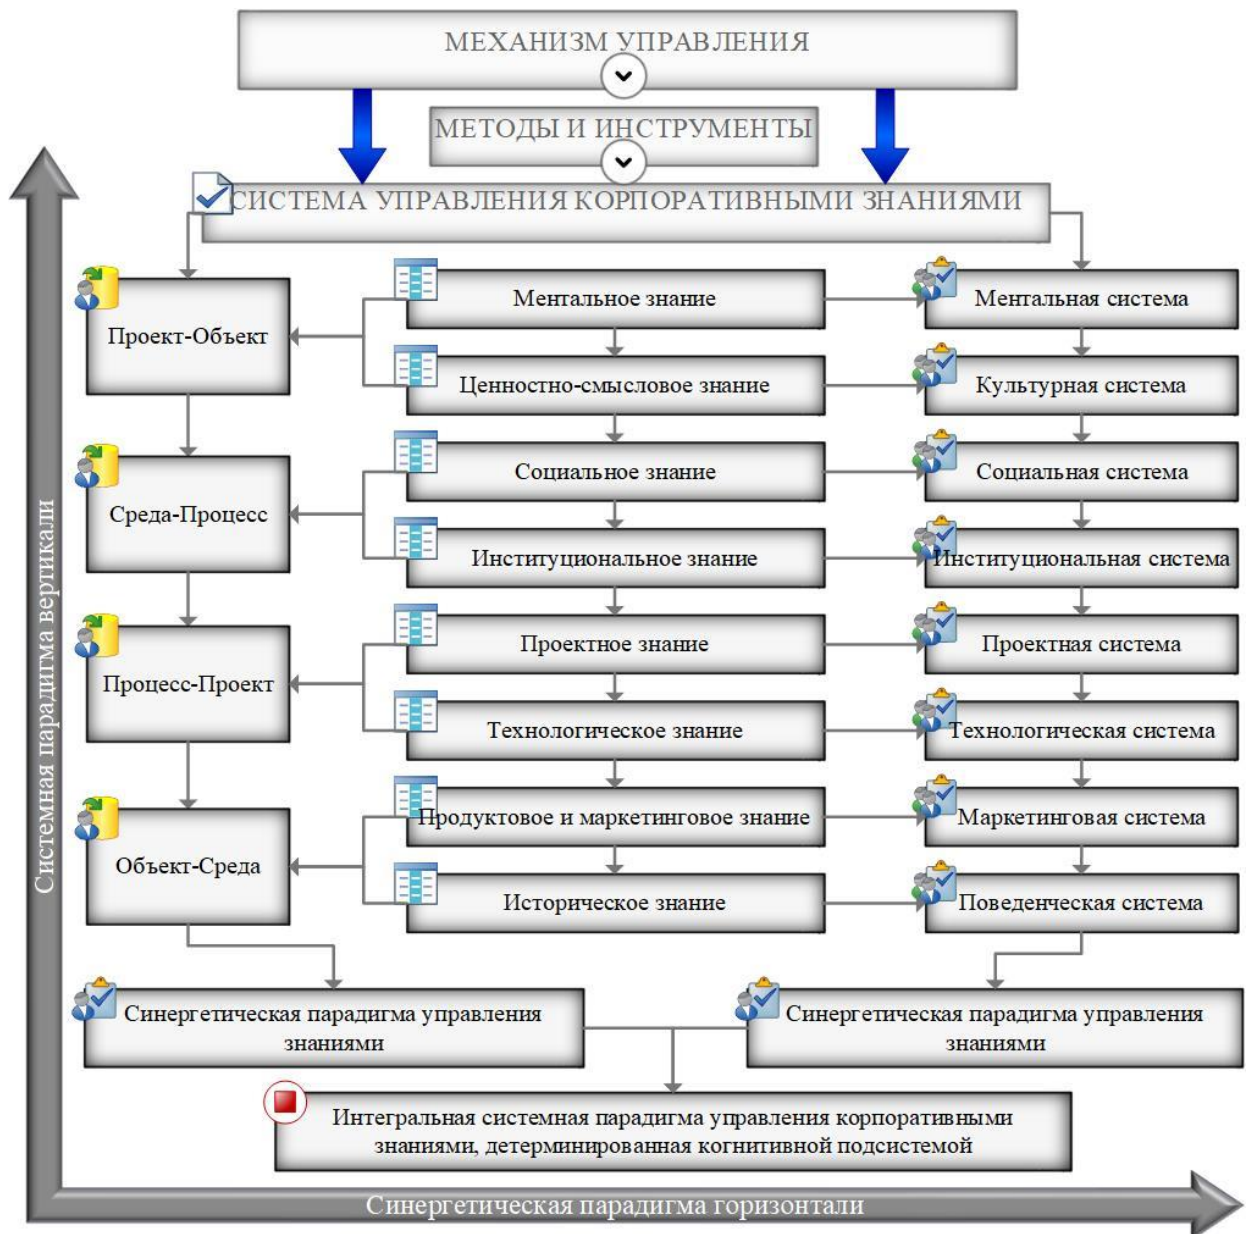 МЕХАНИЗМ УПРАВЛЕНИЯ
МЕТОДЫ И ИНСТРУМЕНТЫ
СИСТЕМА УПРАВЛЕНИЯ КОРПОРАТИВНЫМИ ЗНАНИЯМИ
Проект-Объект
Среда-Процесс
Процесс-Проект
Объект-Среда
Ментальное знание
Ценностно-смысловое знание
Социальное знание
Институциональное знание
Проектное знание
Технологическое знание
Продуктовое и маркетинговое знание
Историческое знание
Ментальная система
Культурная система
Социальная система
Институциональная система
Проектная система
Технологическая система
Маркетинговая система
Поведенческая система
Синергетическая парадигма управления
знаниями
Синергетическая парадигма управления
знаниями
Интегральная системная парадигма управления корпоративными
знаниями, детерминированная когнитивной подсистемой
Системная парадигма вертикали
Синергетическая парадигма горизонтали